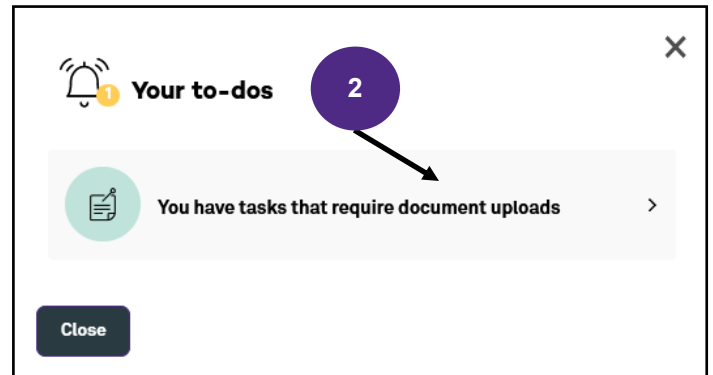 1
Your to-dos
2
You have tasks that require document uploads
Close